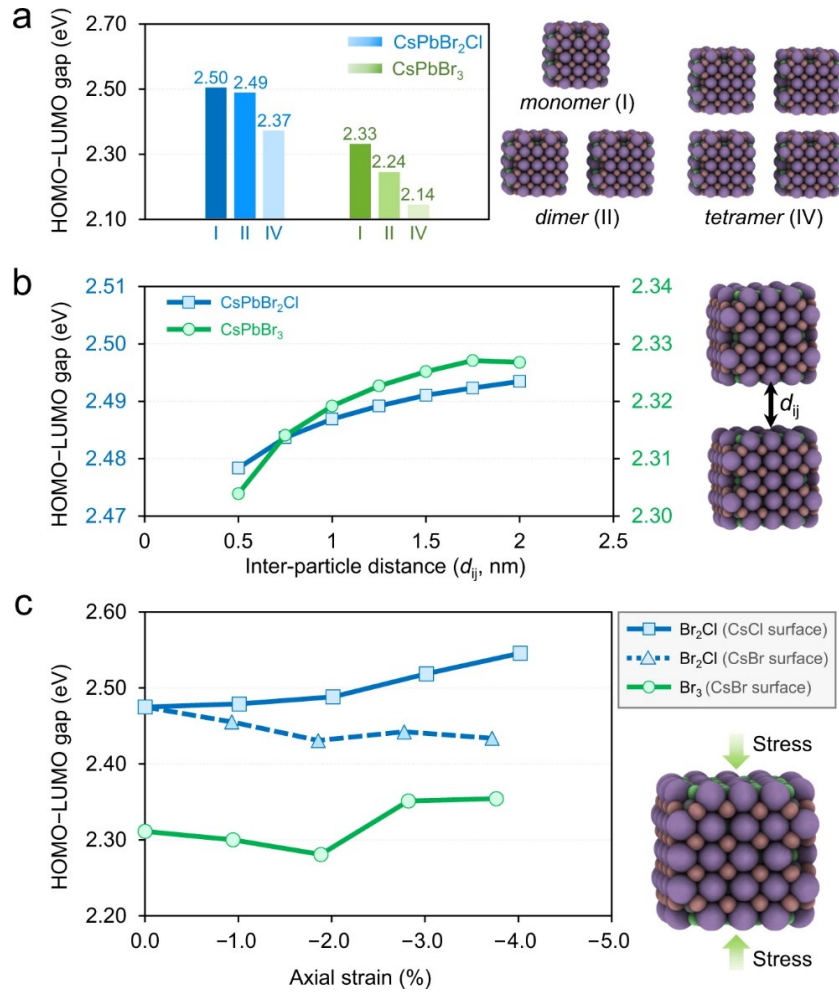 a
HOMO−LUMO gap (eV)
2.70
2.50
2.30
2.10
CsPbBr₂Cl
CsPbBr₃
2.50
2.49
2.37
2.33
2.24
2.14
I II IV
I II IV
monomer (I)
dimer (II)
tetramer (IV)
b
HOMO−LUMO gap (eV)
2.51
2.50
2.49
2.48
2.47
CsPbBr₂Cl
CsPbBr₃
2.34
2.33
2.32
2.31
2.30
0 0.5 1 1.5 2 2.5
Inter-particle distance (dᵢⱼ, nm)
dᵢⱼ
c
HOMO−LUMO gap (eV)
2.60
2.50
2.40
2.30
2.20
0.0 −1.0 −2.0 −3.0 −4.0 −5.0
Axial strain (%)
Br₂Cl (CsCl surface)
Br₂Cl (CsBr surface)
Br₃ (CsBr surface)
Stress
Stress